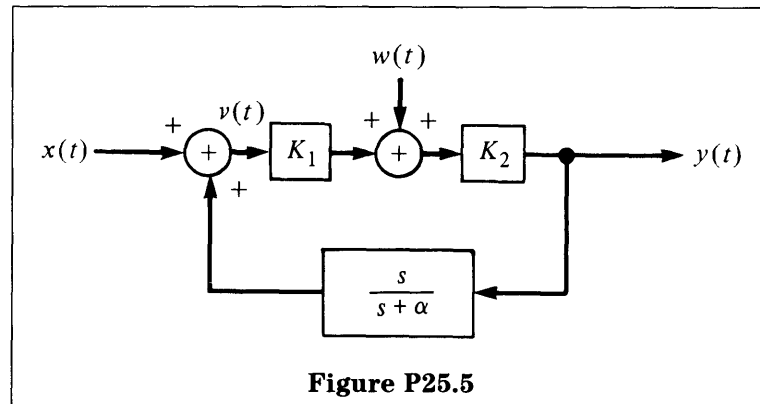 w(t)
+ v(t) + +
x(t) + K₁ + K₂ y(t)
+
s
s + α
Figure P25.5